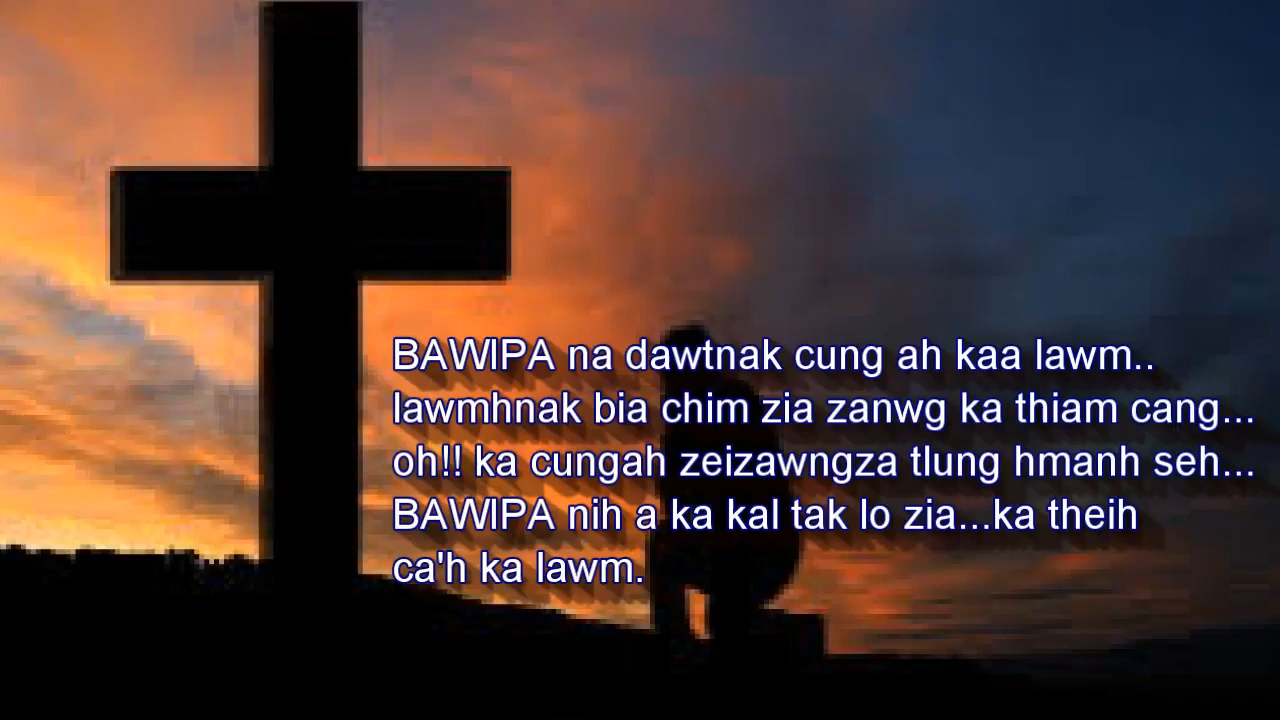 BAWIPA na dawtnak cung ah kaa lawm..
lawmhnak bia chim zia zanwg ka thiam cang...
oh!! ka cungah zeizawngza tlung hmanh seh...
BAWIPA nih a ka kal tak lo zia...ka theih
ca'h ka lawm.